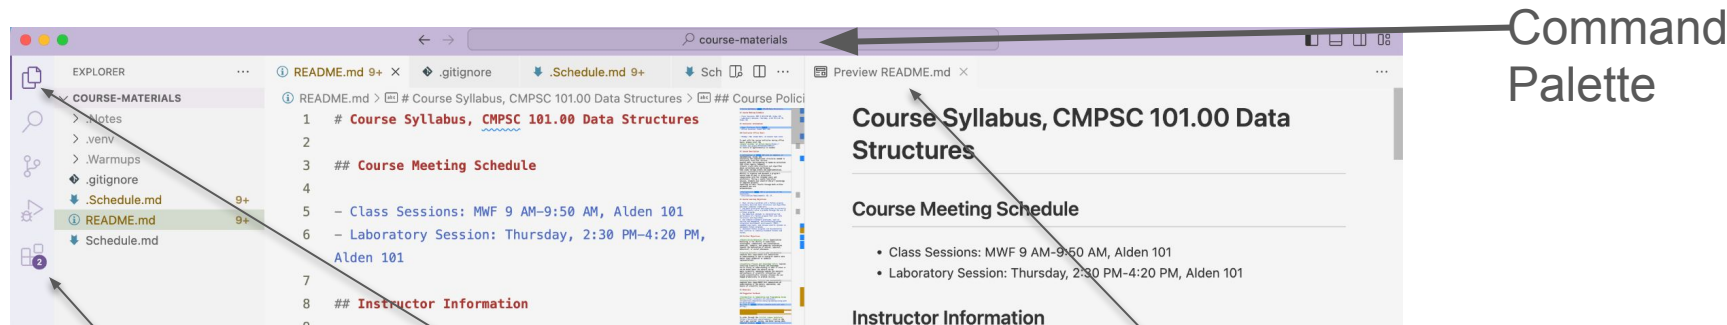 Command
Palette
course-materials
EXPLORER
README.md 9+
.gitignore
.Schedule.md 9+
Sch
Preview README.md
COURSE-MATERIALS
README.md > # Course Syllabus, CMPSC 101.00 Data Structures > ## Course Polici
.Notes
.venv
.Warmups
.gitignore
.Schedule.md 9+
README.md 9+
Schedule.md
2
1 # Course Syllabus, CMPSC 101.00 Data Structures
2
3 ## Course Meeting Schedule
4
5 - Class Sessions: MWF 9 AM-9:50 AM, Alden 101
6 - Laboratory Session: Thursday, 2:30 PM-4:20 PM,
Alden 101
7
8 ## Instructor Information
Course Syllabus, CMPSC 101.00 Data
Structures
Course Meeting Schedule
• Class Sessions: MWF 9 AM-9:50 AM, Alden 101
• Laboratory Session: Thursday, 2:30 PM-4:20 PM, Alden 101
Instructor Information